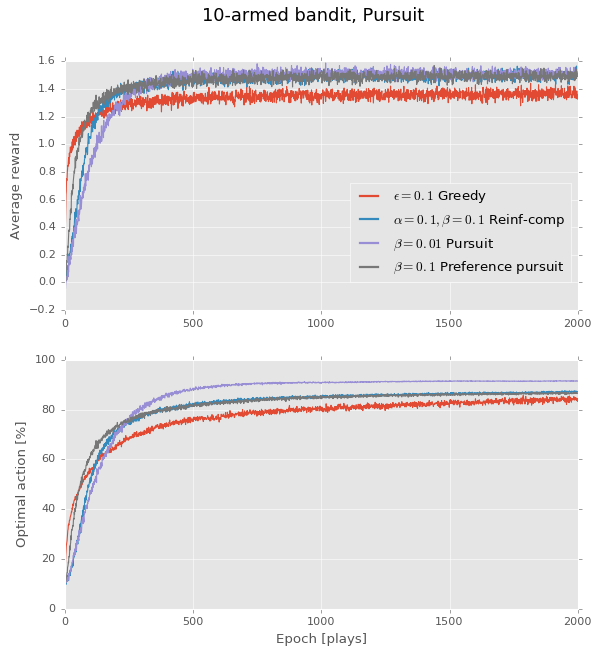 10-armed bandit, Pursuit
1.6
1.4
1.2
1.0
0.8
0.6
0.4
0.2
0.0
−0.2
Average reward
ϵ = 0.1 Greedy
α = 0.1, β = 0.1 Reinf-comp
β = 0.01 Pursuit
β = 0.1 Preference pursuit
0 500 1000 1500 2000
100
80
60
40
20
0
Optimal action [%]
0 500 1000 1500 2000
Epoch [plays]